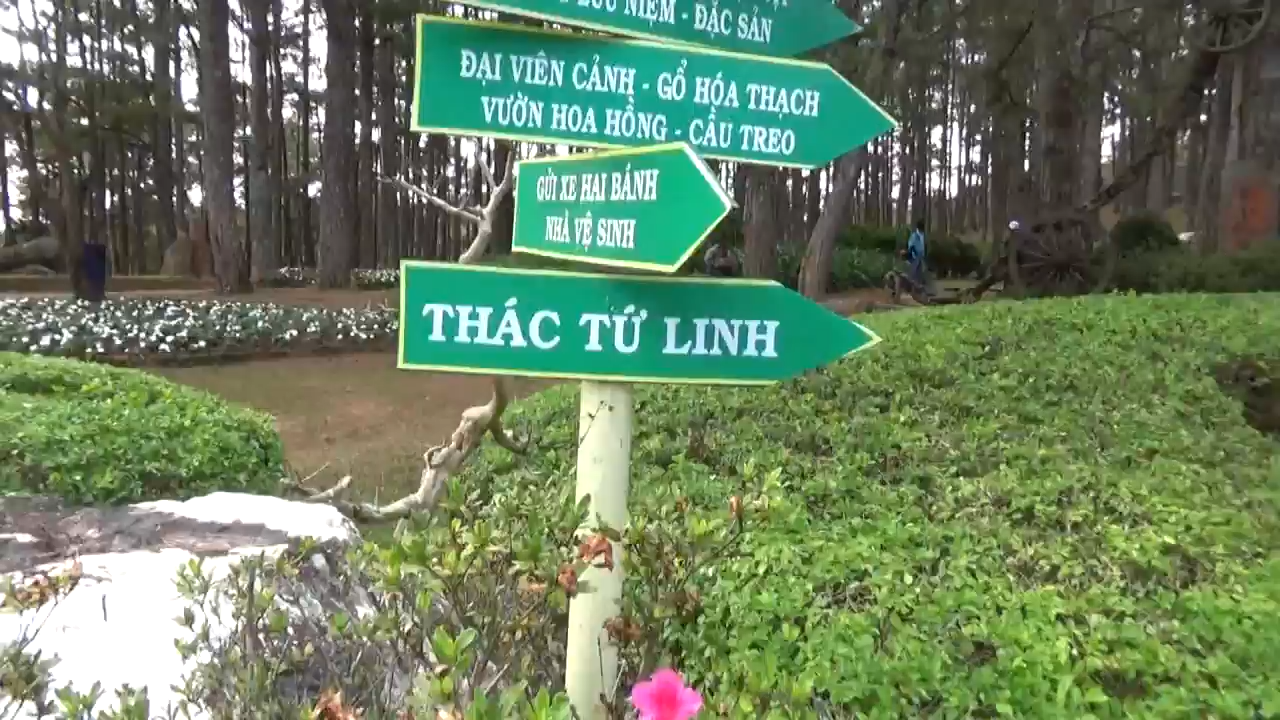 LƯU NIỆM - ĐẶC SẢN
ĐẠI VIÊN CẢNH - GỔ HÓA THẠCH
VƯỜN HOA HỒNG - CẦU TREO
GỬI XE HAI BÁNH
NHÀ VỆ SINH
THÁC TỨ LINH